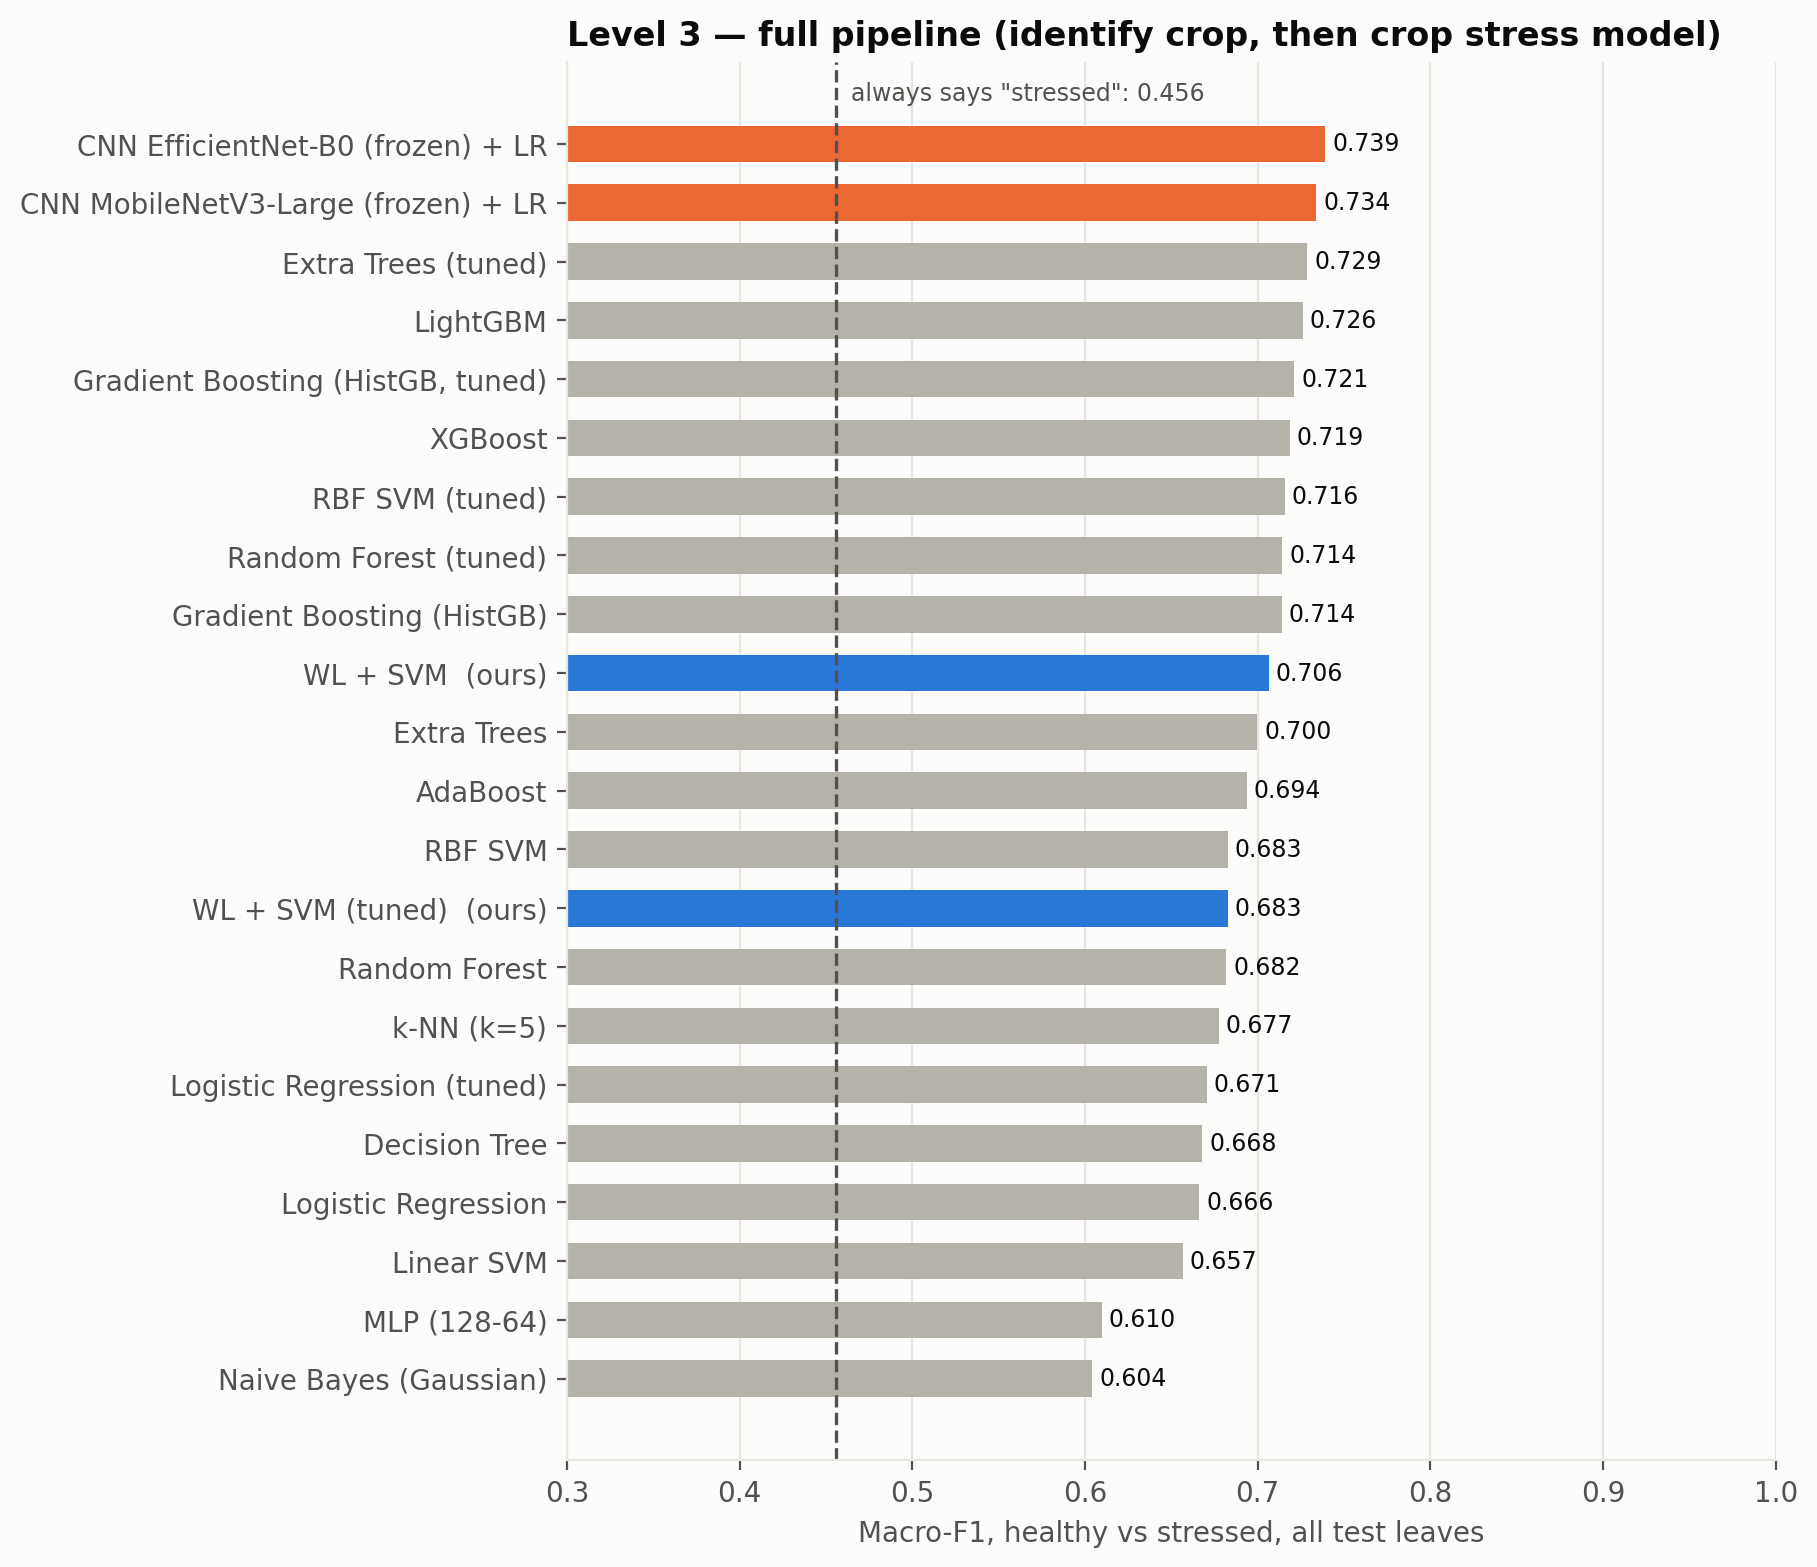 Level 3 — full pipeline (identify crop, then crop stress model)
always says "stressed": 0.456
CNN EfficientNet-B0 (frozen) + LR 0.739
CNN MobileNetV3-Large (frozen) + LR 0.734
Extra Trees (tuned) 0.729
LightGBM 0.726
Gradient Boosting (HistGB, tuned) 0.721
XGBoost 0.719
RBF SVM (tuned) 0.716
Random Forest (tuned) 0.714
Gradient Boosting (HistGB) 0.714
WL + SVM  (ours) 0.706
Extra Trees 0.700
AdaBoost 0.694
RBF SVM 0.683
WL + SVM (tuned)  (ours) 0.683
Random Forest 0.682
k-NN (k=5) 0.677
Logistic Regression (tuned) 0.671
Decision Tree 0.668
Logistic Regression 0.666
Linear SVM 0.657
MLP (128-64) 0.610
Naive Bayes (Gaussian) 0.604
0.3 0.4 0.5 0.6 0.7 0.8 0.9 1.0
Macro-F1, healthy vs stressed, all test leaves